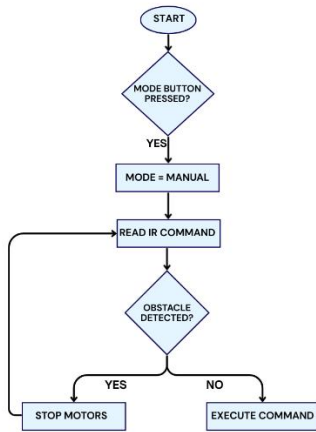 START
MODE BUTTON
PRESSED?
YES
MODE = MANUAL
READ IR COMMAND
OBSTACLE
DETECTED?
YES
NO
STOP MOTORS
EXECUTE COMMAND